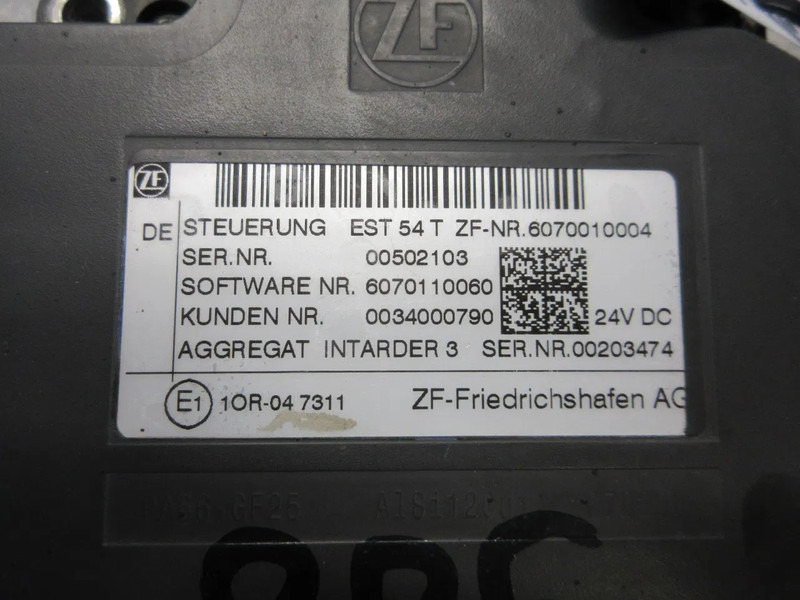 ZF
ZF
DE STEUERUNG EST 54 T ZF-NR.6070010004
SER.NR. 00502103
SOFTWARE NR. 6070110060
KUNDEN NR. 0034000790 24V DC
AGGREGAT INTARDER 3 SER.NR.00203474
E1 10R-04 7311 ZF-Friedrichshafen AG